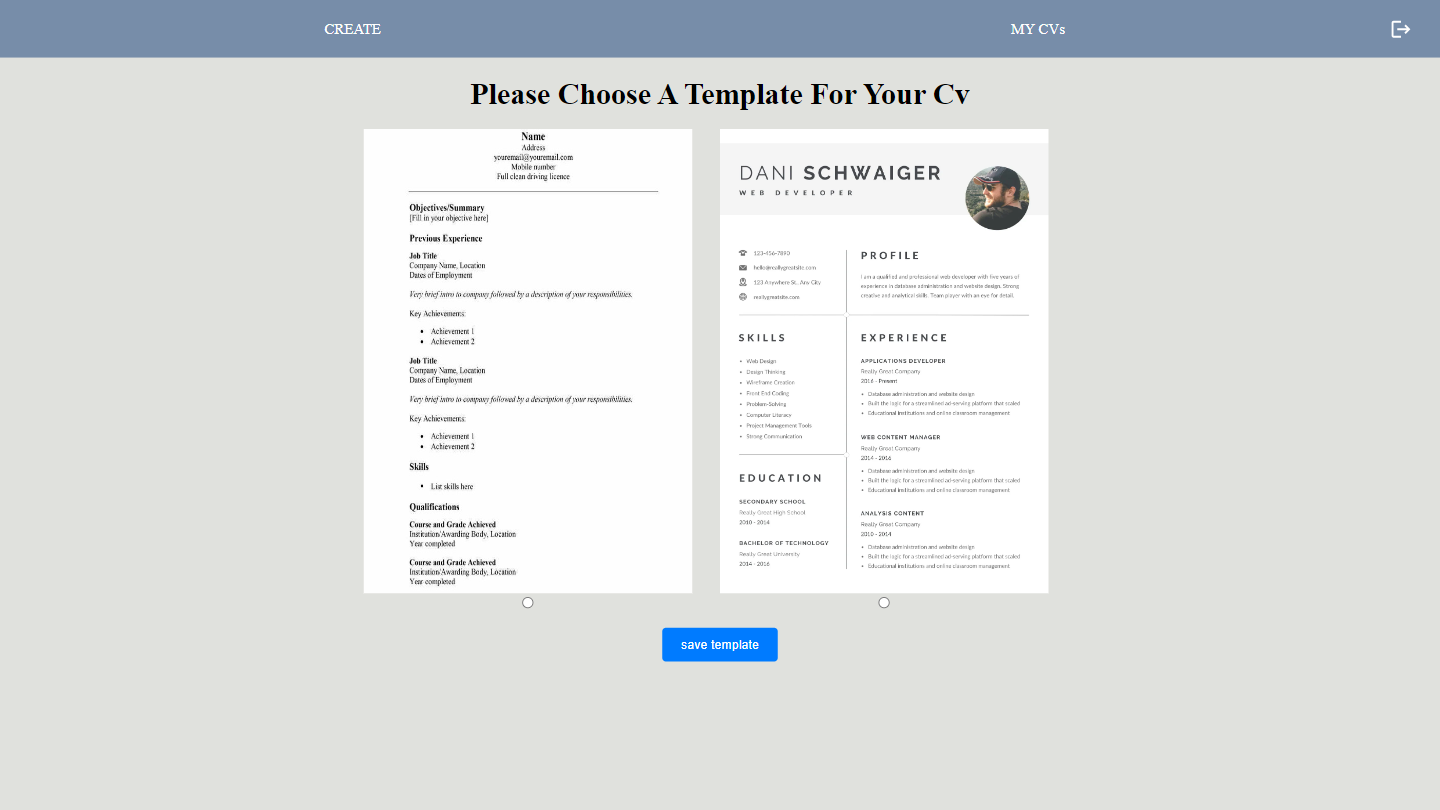 CREATE
MY CVs
Please Choose A Template For Your Cv
Name
Address
youremail@youremail.com
Mobile number
Full clean driving licence
Objectives/Summary
[Fill in your objective here]
Previous Experience
Job Title
Company Name, Location
Dates of Employment
Very brief intro to company followed by a description of your responsibilities.
Key Achievements:
• Achievement 1
• Achievement 2
Job Title
Company Name, Location
Dates of Employment
Very brief intro to company followed by a description of your responsibilities.
Key Achievements:
• Achievement 1
• Achievement 2
Skills
• List skills here
Qualifications
Course and Grade Achieved
Institution/Awarding Body, Location
Year completed
Course and Grade Achieved
Institution/Awarding Body, Location
Year completed
DANI SCHWAIGER
WEB DEVELOPER
123-456-7890
hello@reallygreatsite.com
123 Anywhere St., Any City
reallygreatsite.com
PROFILE
I am a qualified and professional web developer with five years of
experience in database administration and website design. Strong
creative and analytical skills. Team player with an eye for detail.
SKILLS
• Web Design
• Design Thinking
• Wireframe Creation
• Front End Coding
• Problem-Solving
• Computer Literacy
• Project Management Tools
• Strong Communication
EDUCATION
SECONDARY SCHOOL
Really Great High School
2010 - 2014
BACHELOR OF TECHNOLOGY
Really Great University
2014 - 2016
EXPERIENCE
APPLICATIONS DEVELOPER
Really Great Company
2016 - Present
• Database administration and website design
• Built the logic for a streamlined ad-serving platform that scaled
• Educational institutions and online classroom management
WEB CONTENT MANAGER
Really Great Company
2014 - 2016
• Database administration and website design
• Built the logic for a streamlined ad-serving platform that scaled
• Educational institutions and online classroom management
ANALYSIS CONTENT
Really Great Company
2010 - 2014
• Database administration and website design
• Built the logic for a streamlined ad-serving platform that scaled
• Educational institutions and online classroom management
save template